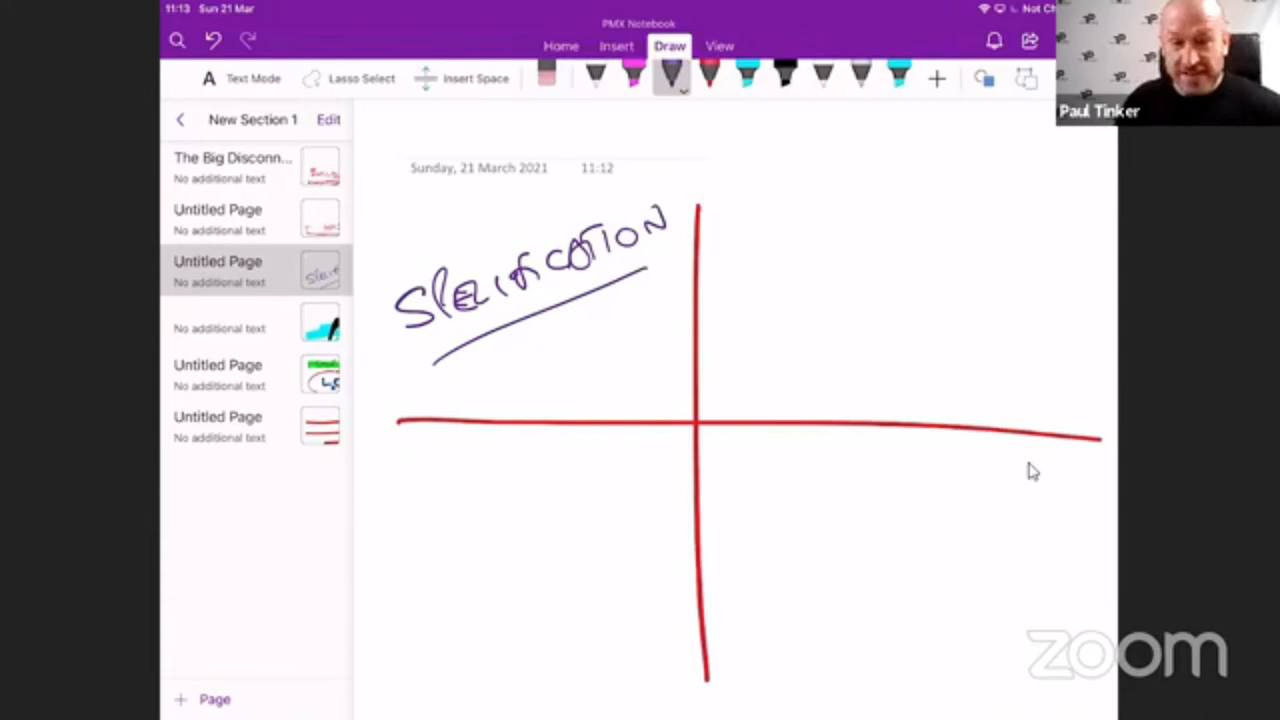 11:13 Sun 21 Mar
Not Ch
PMX Notebook
Home Insert Draw View
A Text Mode Lasso Select Insert Space
Paul Tinker
New Section 1 Edit
The Big Disconn...
No additional text
Untitled Page
No additional text
Untitled Page
No additional text
No additional text
Untitled Page
No additional text
Untitled Page
No additional text
Page
Sunday, 21 March 2021 11:12
SPECIFICATION
zoom